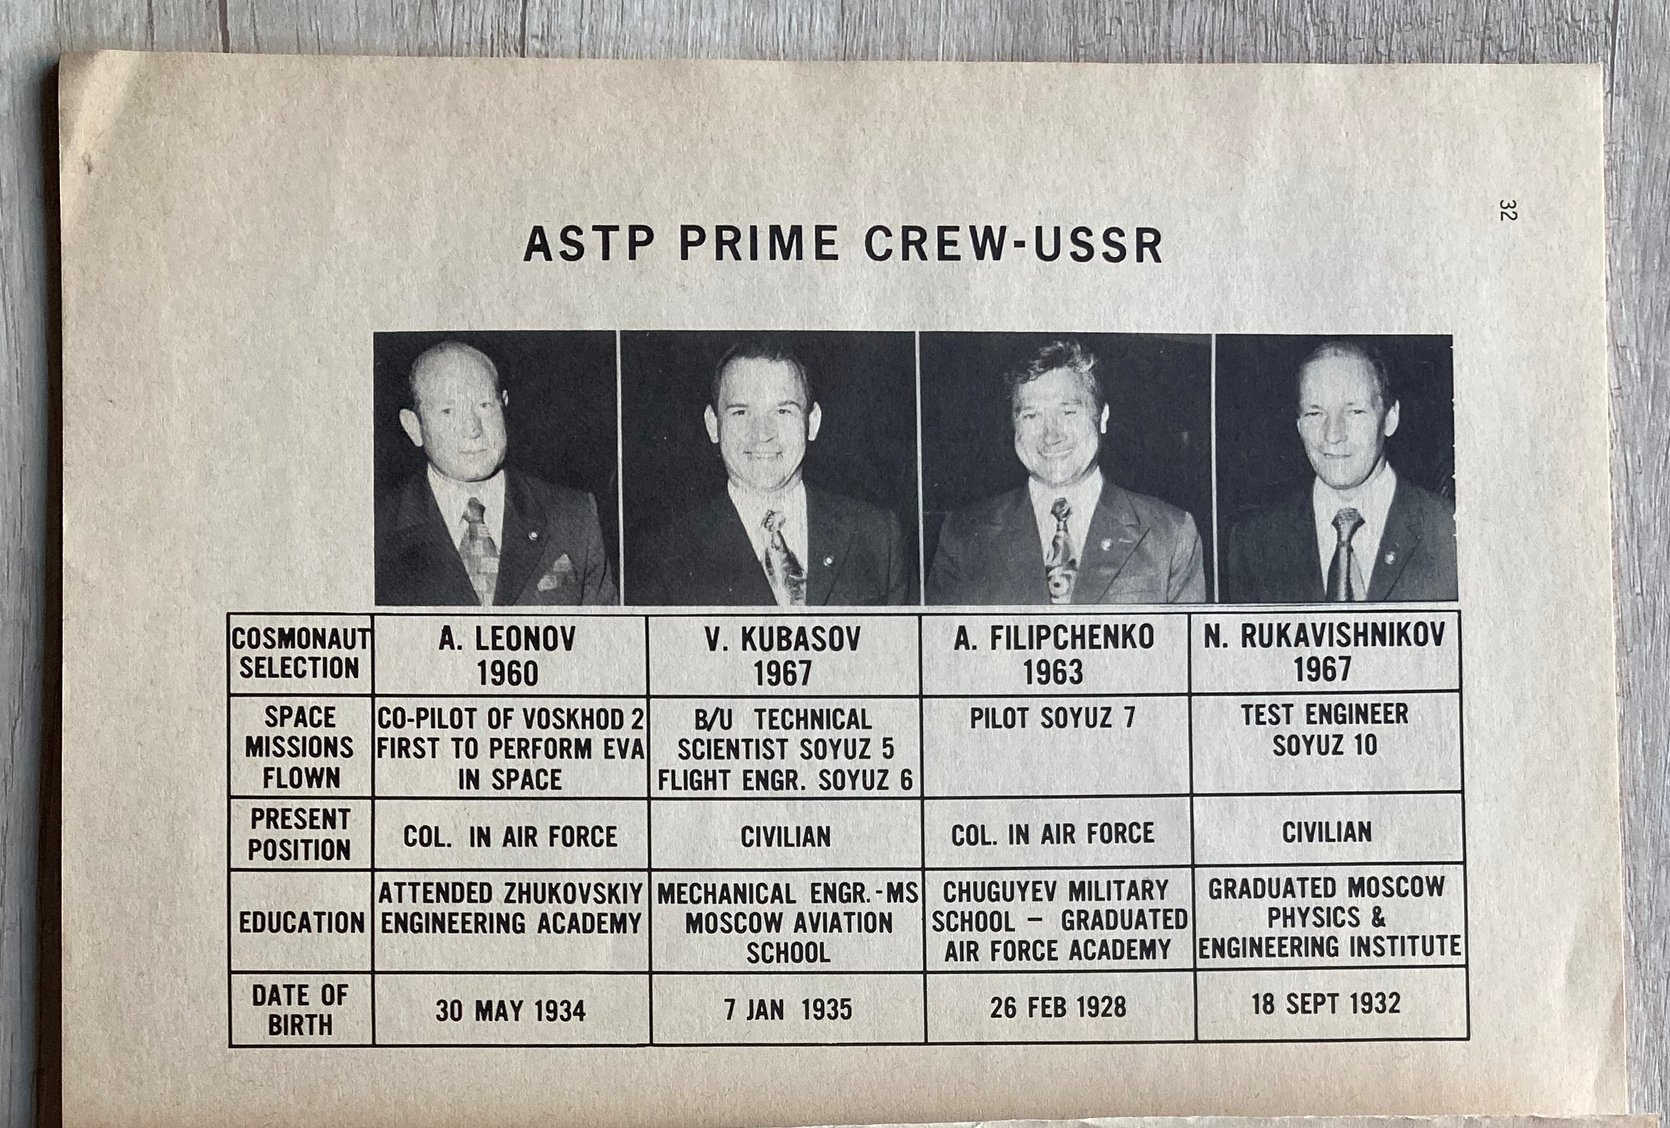 32
ASTP PRIME CREW-USSR
COSMONAUT
SELECTION
A. LEONOV
1960
V. KUBASOV
1967
A. FILIPCHENKO
1963
N. RUKAVISHNIKOV
1967
SPACE
MISSIONS
FLOWN
CO-PILOT OF VOSKHOD 2
FIRST TO PERFORM EVA
IN SPACE
B/U TECHNICAL
SCIENTIST SOYUZ 5
FLIGHT ENGR. SOYUZ 6
PILOT SOYUZ 7
TEST ENGINEER
SOYUZ 10
PRESENT
POSITION
COL. IN AIR FORCE
CIVILIAN
COL. IN AIR FORCE
CIVILIAN
EDUCATION
ATTENDED ZHUKOVSKIY
ENGINEERING ACADEMY
MECHANICAL ENGR.-MS
MOSCOW AVIATION
SCHOOL
CHUGUYEV MILITARY
SCHOOL — GRADUATED
AIR FORCE ACADEMY
GRADUATED MOSCOW
PHYSICS &
ENGINEERING INSTITUTE
DATE OF
BIRTH
30 MAY 1934
7 JAN 1935
26 FEB 1928
18 SEPT 1932